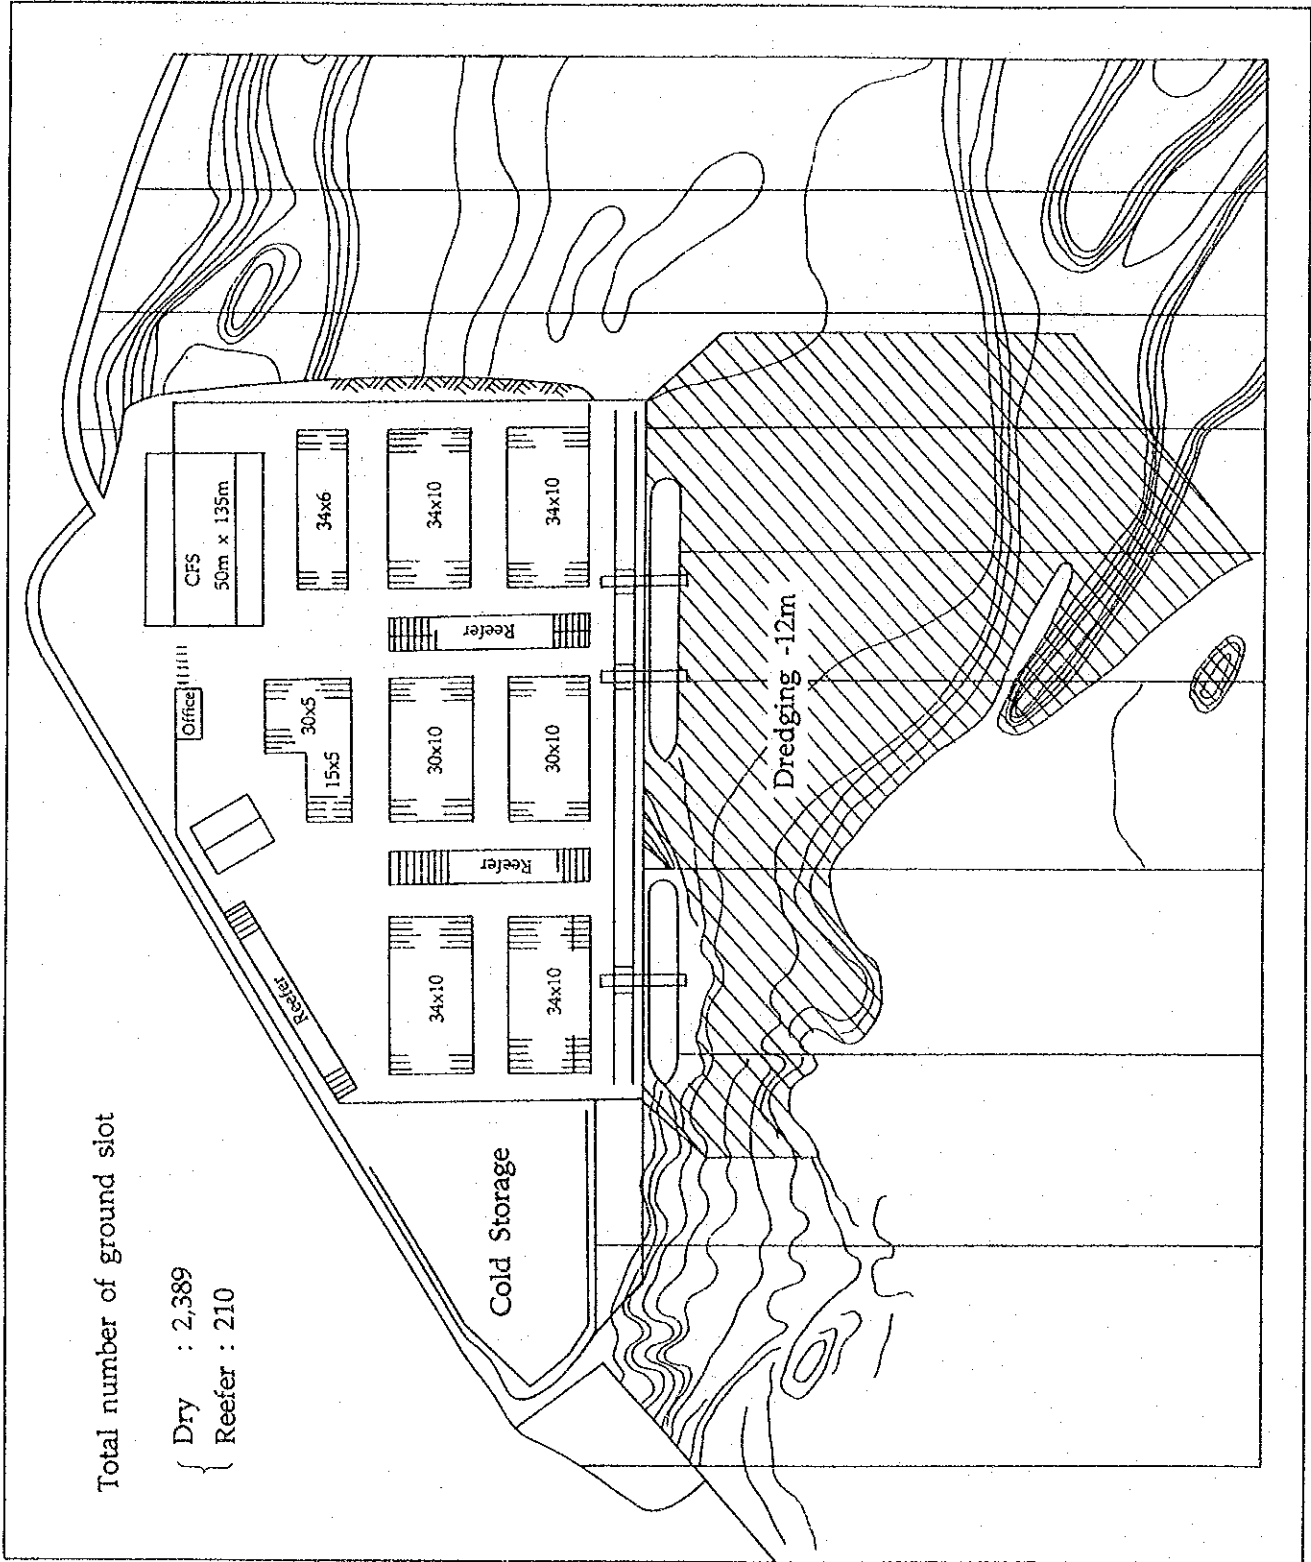 Total number of ground slot
Dry : 2,389
Reefer : 210
CFS
50m x 135m
Office
Reefer
30x5
15x5
34x6
34x10
30x10
34x10
34x10
30x10
34x10
Reefer
Reefer
Cold Storage
Dredging -12m